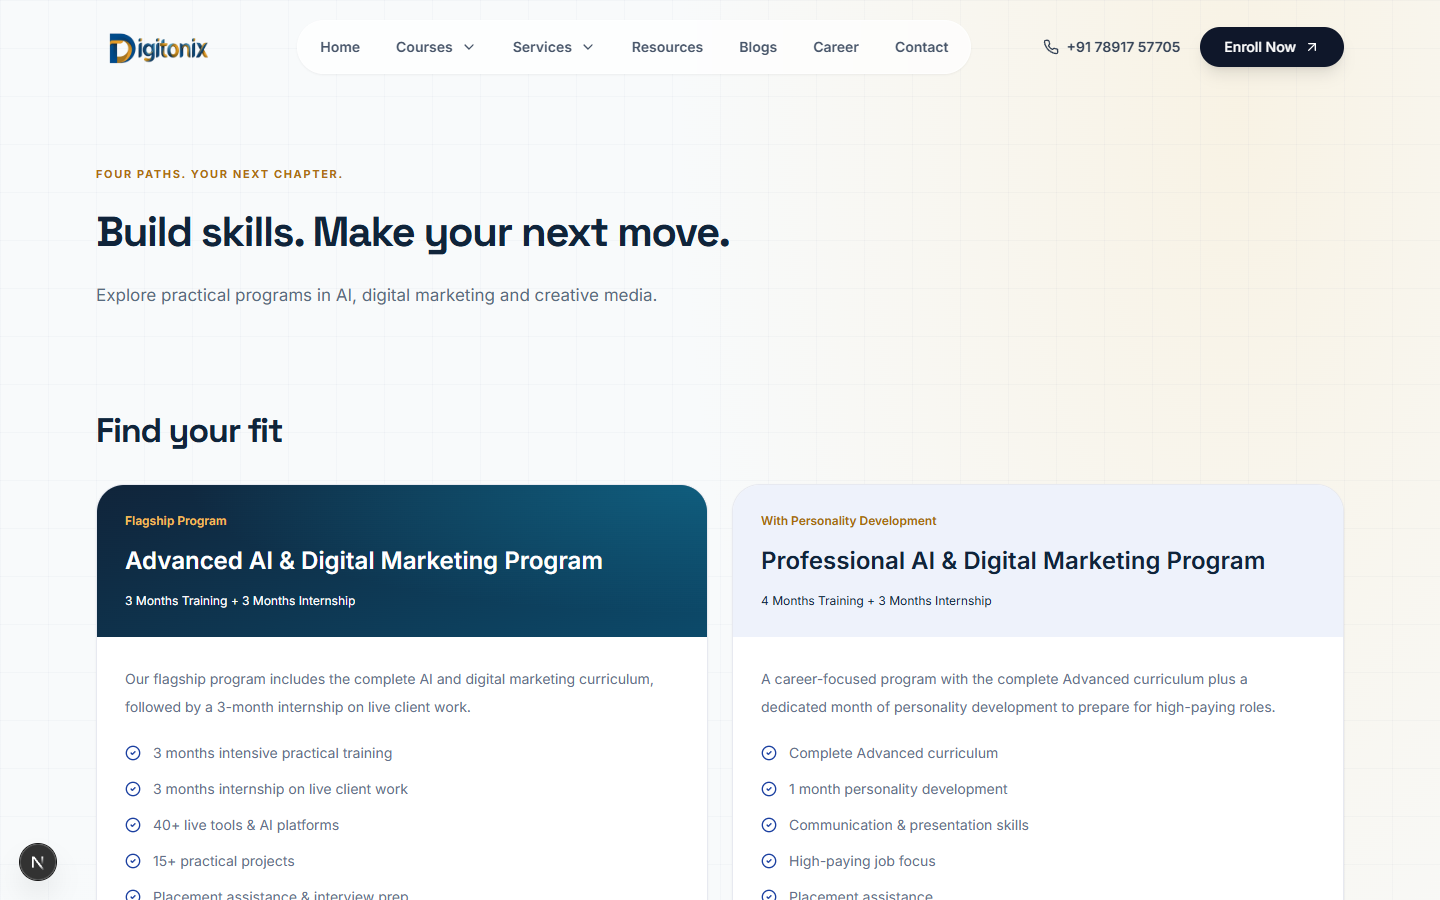 Digitonix
Home
Courses
Services
Resources
Blogs
Career
Contact
+91 78917 57705
Enroll Now
FOUR PATHS. YOUR NEXT CHAPTER.
Build skills. Make your next move.
Explore practical programs in AI, digital marketing and creative media.
Find your fit
Flagship Program
Advanced AI & Digital Marketing Program
3 Months Training + 3 Months Internship
Our flagship program includes the complete AI and digital marketing curriculum,
followed by a 3-month internship on live client work.
3 months intensive practical training
3 months internship on live client work
40+ live tools & AI platforms
15+ practical projects
Placement assistance & interview prep
With Personality Development
Professional AI & Digital Marketing Program
4 Months Training + 3 Months Internship
A career-focused program with the complete Advanced curriculum plus a
dedicated month of personality development to prepare for high-paying roles.
Complete Advanced curriculum
1 month personality development
Communication & presentation skills
High-paying job focus
Placement assistance
N